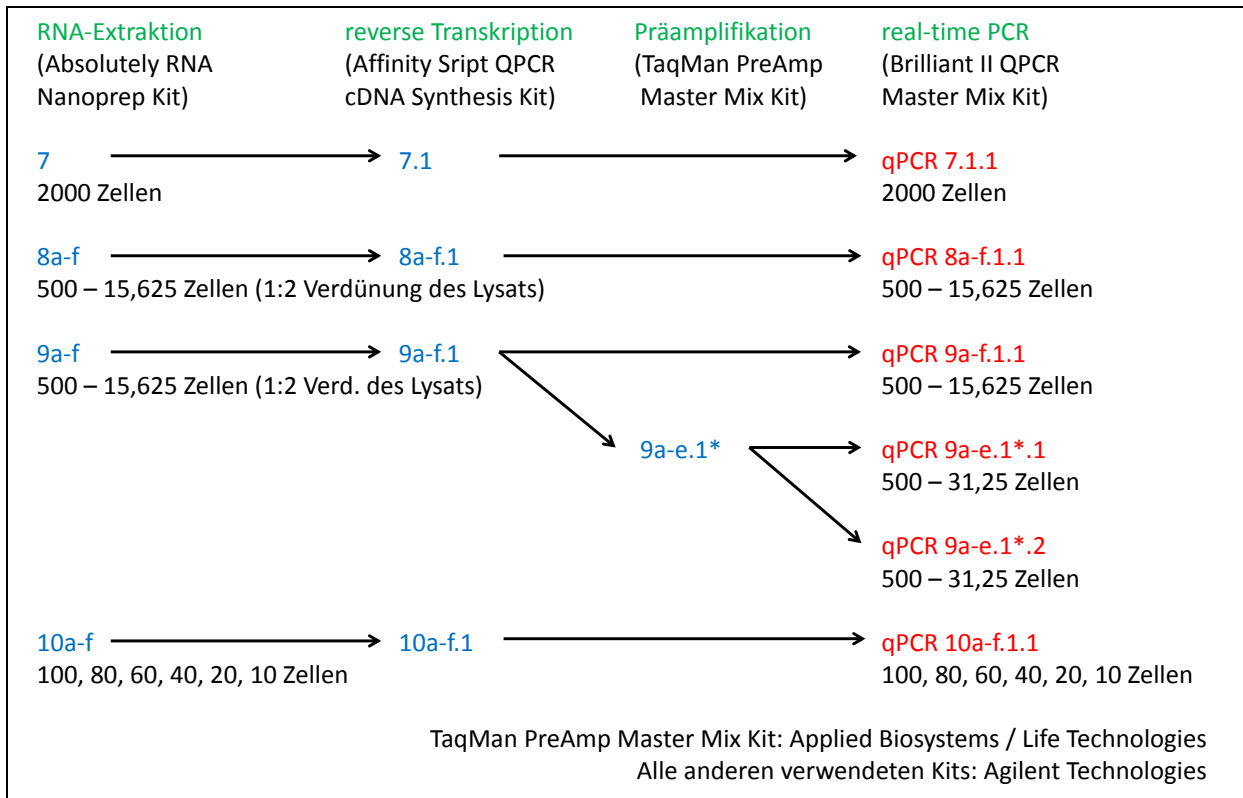 RNA-Extraktion reverse Transkription Präamplifikation real-time PCR
(Absolutely RNA (Affinity Sript QPCR (TaqMan PreAmp (Brilliant II QPCR
Nanoprep Kit) cDNA Synthesis Kit) Master Mix Kit) Master Mix Kit)
7 7.1 qPCR 7.1.1
2000 Zellen 2000 Zellen
8a-f 8a-f.1 qPCR 8a-f.1.1
500 – 15,625 Zellen (1:2 Verdünung des Lysats) 500 – 15,625 Zellen
9a-f 9a-f.1 qPCR 9a-f.1.1
500 – 15,625 Zellen (1:2 Verd. des Lysats) 500 – 15,625 Zellen
9a-e.1* qPCR 9a-e.1*.1
500 – 31,25 Zellen
qPCR 9a-e.1*.2
500 – 31,25 Zellen
10a-f 10a-f.1 qPCR 10a-f.1.1
100, 80, 60, 40, 20, 10 Zellen 100, 80, 60, 40, 20, 10 Zellen
TaqMan PreAmp Master Mix Kit: Applied Biosystems / Life Technologies
Alle anderen verwendeten Kits: Agilent Technologies